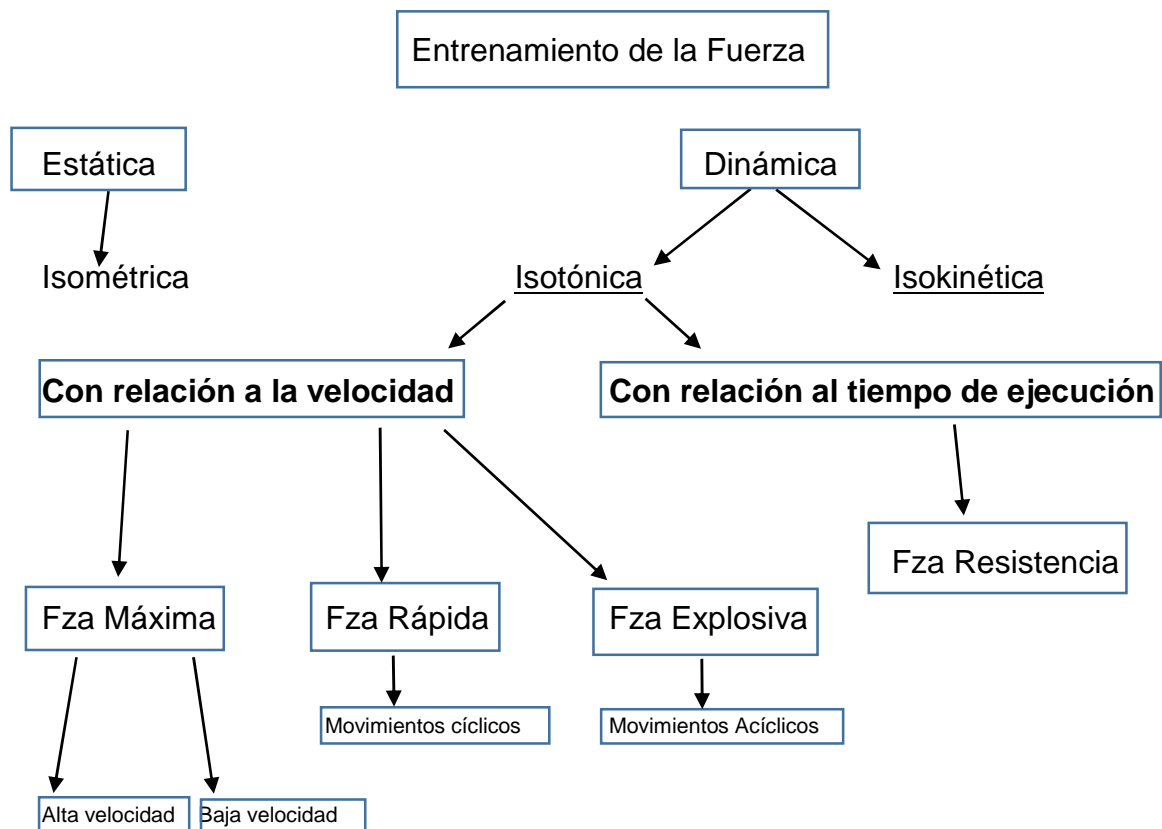 Entrenamiento de la Fuerza
Estática
Dinámica
Isométrica
Isotónica
Isokinética
Con relación a la velocidad
Con relación al tiempo de ejecución
Fza Resistencia
Fza Máxima
Fza Rápida
Fza Explosiva
Movimientos cíclicos
Movimientos Acíclicos
Alta velocidad
Baja velocidad